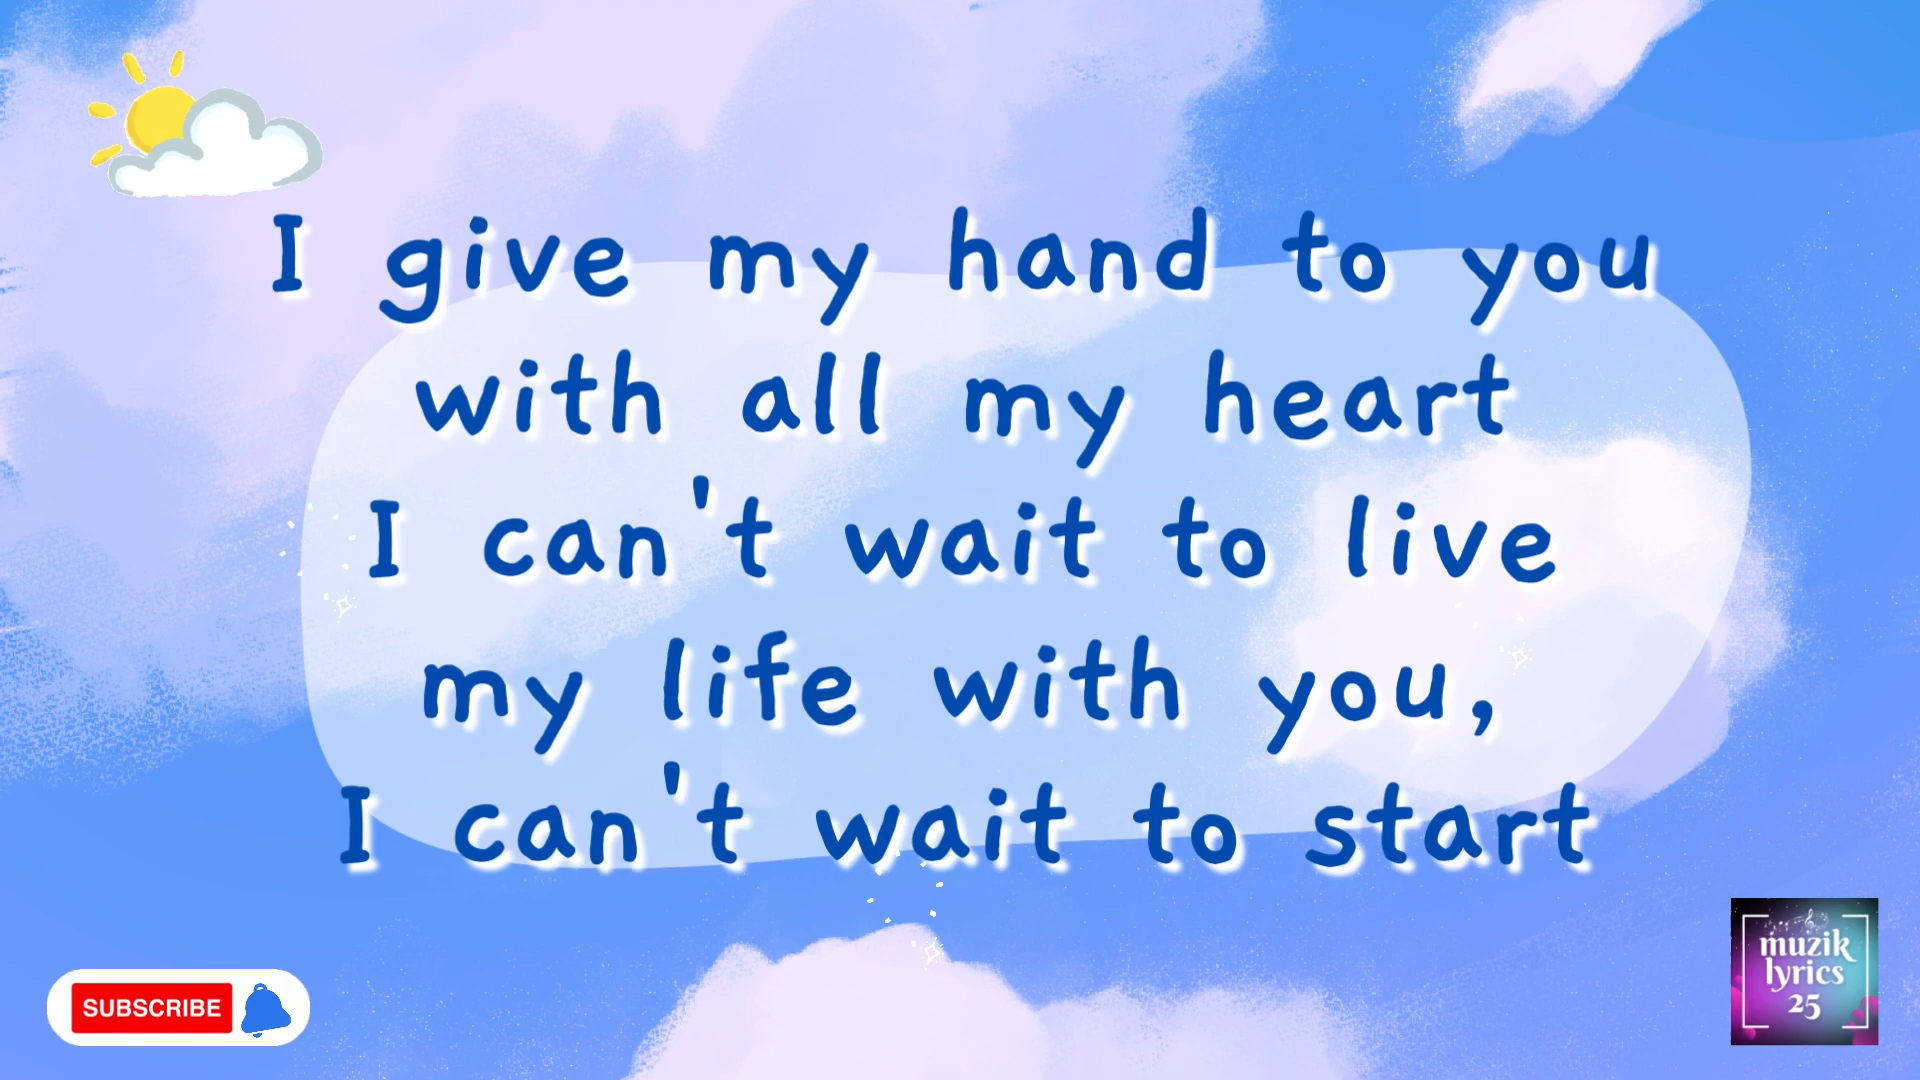 I give my hand to you
with all my heart
I can't wait to live
my life with you,
I can't wait to start
SUBSCRIBE
muzik
lyrics
25